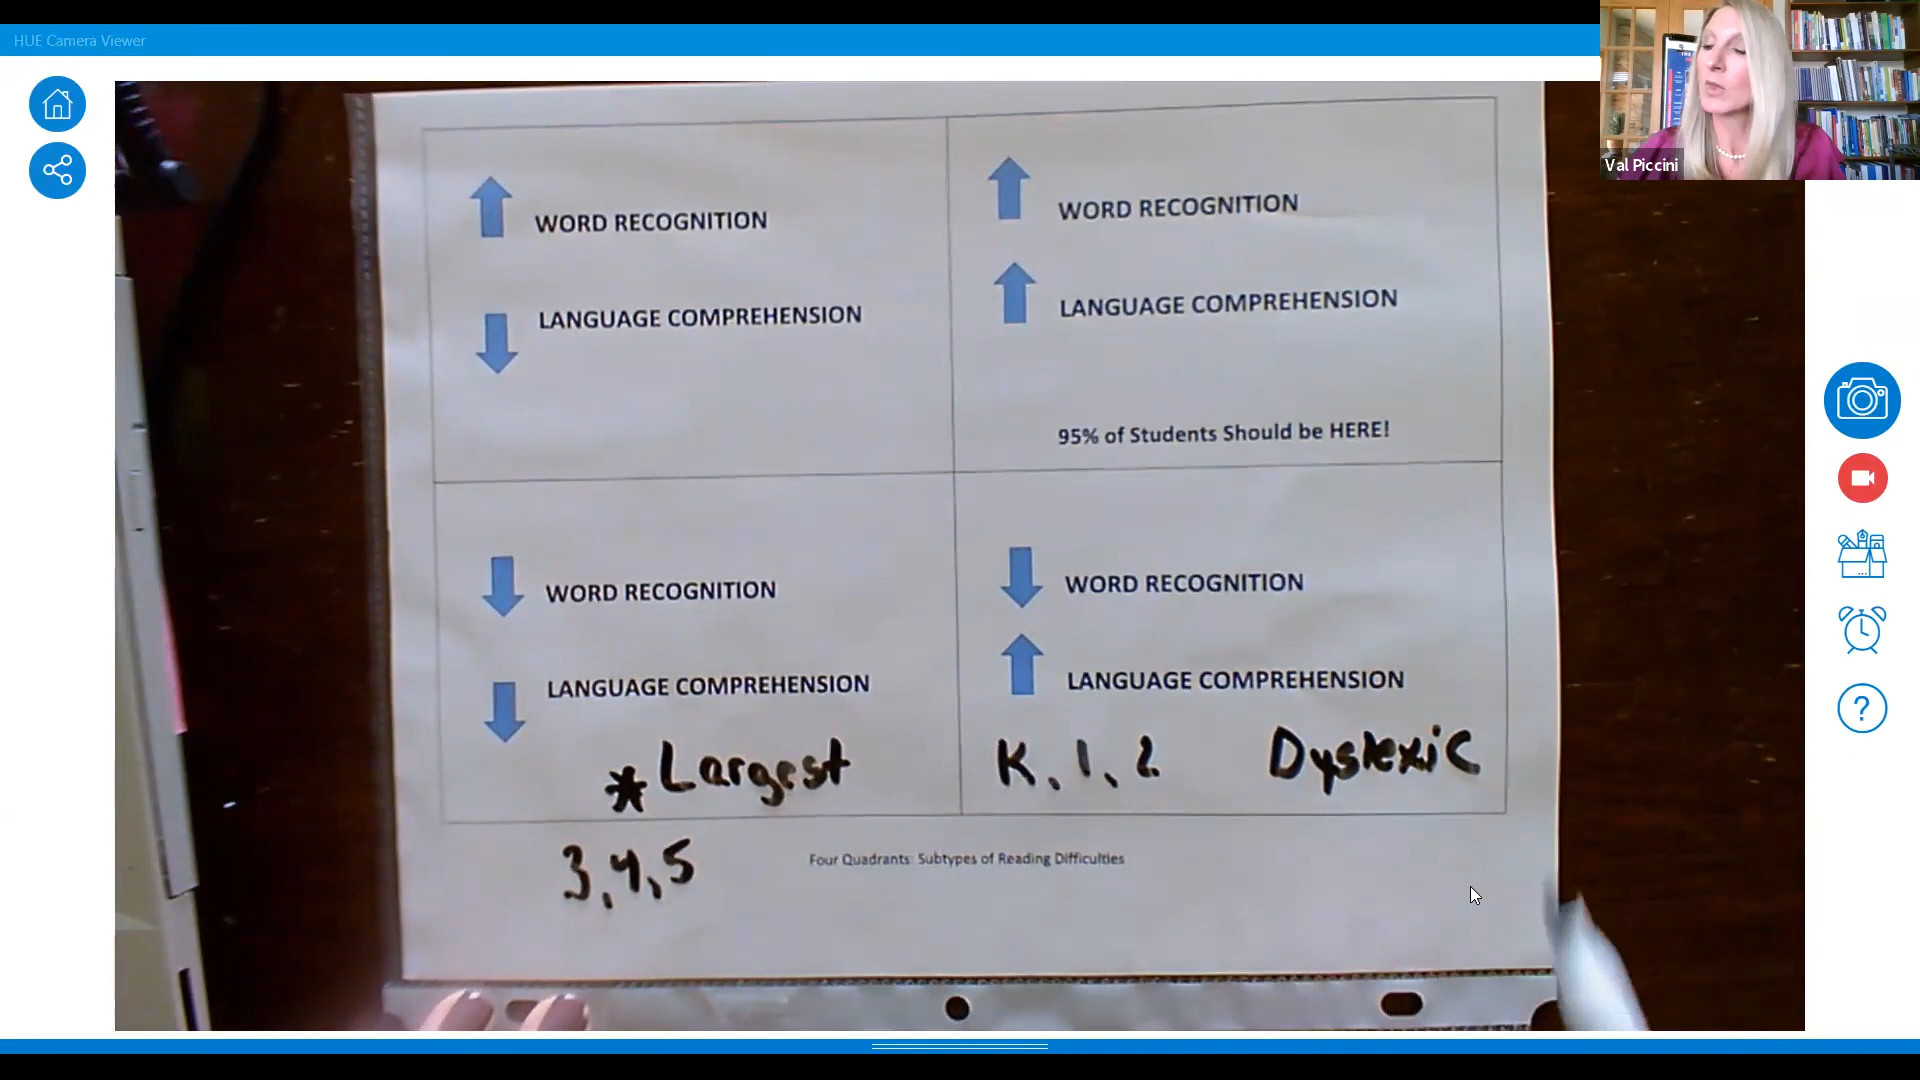 HUE Camera Viewer
Val Piccini
WORD RECOGNITION
LANGUAGE COMPREHENSION
WORD RECOGNITION
LANGUAGE COMPREHENSION
95% of Students Should be HERE!
WORD RECOGNITION
LANGUAGE COMPREHENSION
*Largest
3,4,5
WORD RECOGNITION
LANGUAGE COMPREHENSION
K, 1, 2 Dyslexic
Four Quadrants: Subtypes of Reading Difficulties
?